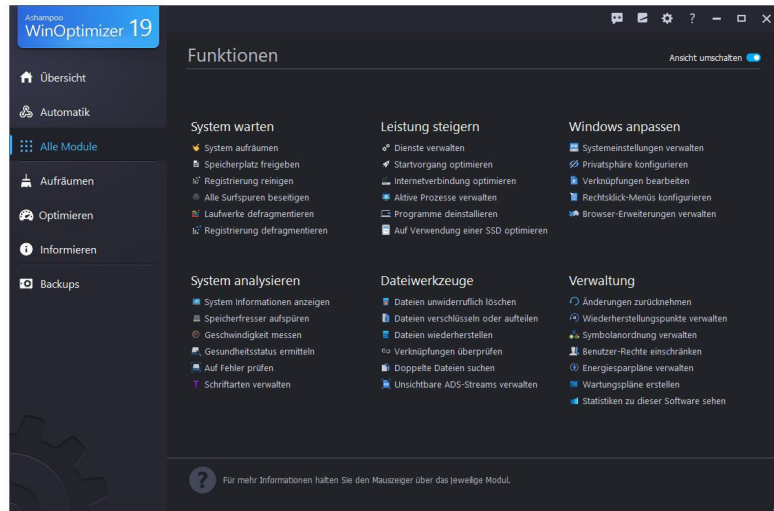 Ashampoo
WinOptimizer 19
?
Funktionen
Ansicht umschalten
Übersicht
Automatik
Alle Module
Aufräumen
Optimieren
Informieren
Backups
System warten
System aufräumen
Speicherplatz freigeben
Registrierung reinigen
Alle Surfspuren beseitigen
Laufwerke defragmentieren
Registrierung defragmentieren
Leistung steigern
Dienste verwalten
Startvorgang optimieren
Internetverbindung optimieren
Aktive Prozesse verwalten
Programme deinstallieren
Auf Verwendung einer SSD optimieren
Windows anpassen
Systemeinstellungen verwalten
Privatsphäre konfigurieren
Verknüpfungen bearbeiten
Rechtsklick-Menüs konfigurieren
Browser-Erweiterungen verwalten
System analysieren
System Informationen anzeigen
Speicherfresser aufspüren
Geschwindigkeit messen
Gesundheitsstatus ermitteln
Auf Fehler prüfen
Schriftarten verwalten
Dateiwerkzeuge
Dateien unwiderruflich löschen
Dateien verschlüsseln oder aufteilen
Dateien wiederherstellen
Verknüpfungen überprüfen
Doppelte Dateien suchen
Unsichtbare ADS-Streams verwalten
Verwaltung
Änderungen zurücknehmen
Wiederherstellungspunkte verwalten
Symbolanordnung verwalten
Benutzer-Rechte einschränken
Energiesparpläne verwalten
Wartungspläne erstellen
Statistiken zu dieser Software sehen
?
Für mehr Informationen halten Sie den Mauszeiger über das jeweilige Modul.